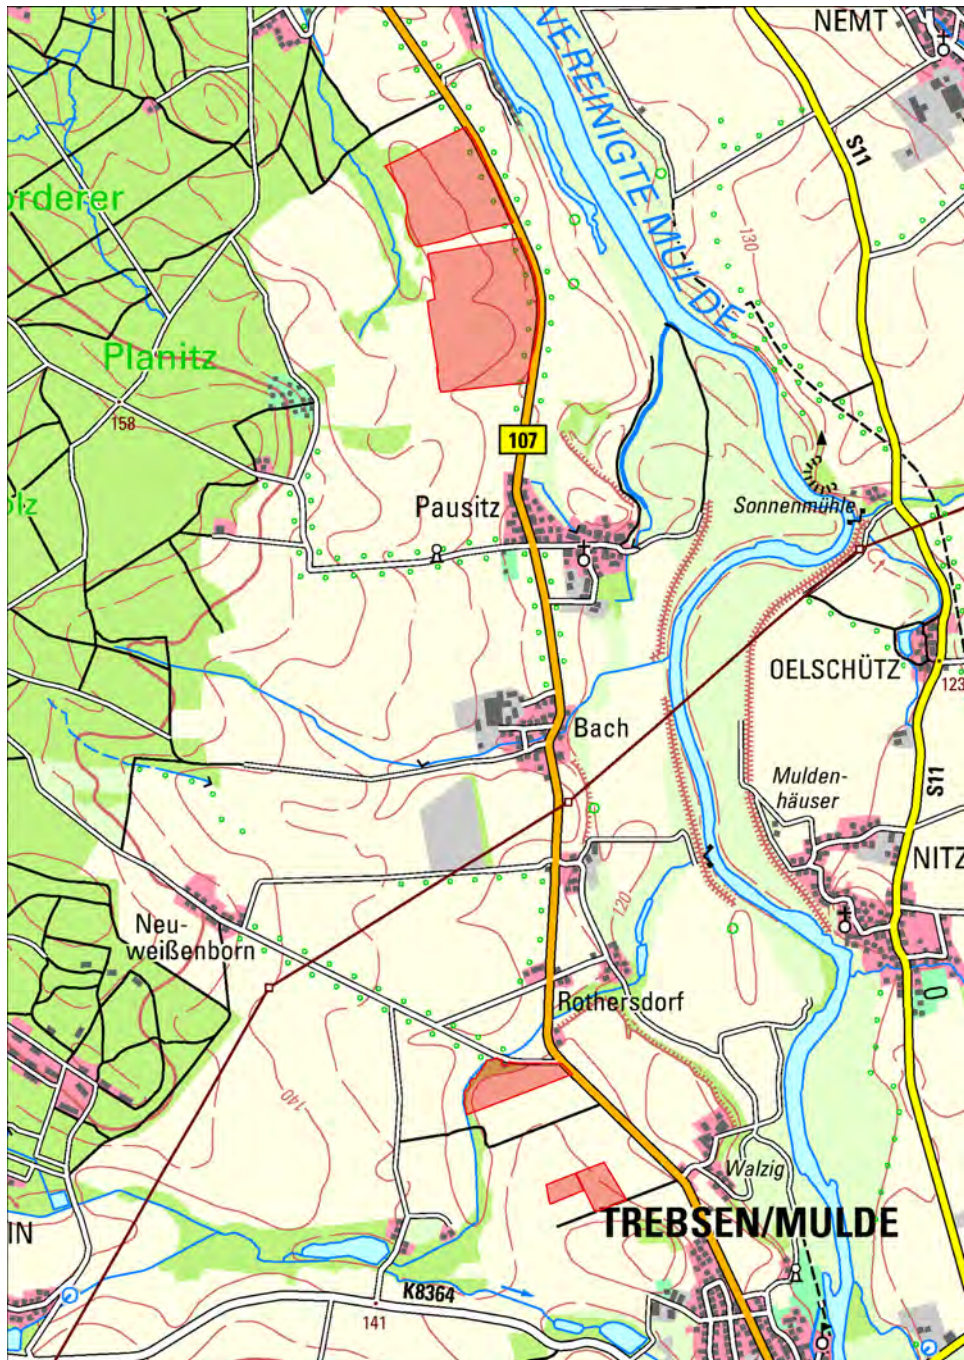 NEMT
VEREINIGTE MULDE
S11
orderer
130
Planitz
158
107
olz
Pausitz
Sonnenmühle
OELSCHÜTZ
123
Bach
Mulden-
häuser
S11
NITZ
120
Neu-
weißenborn
Rothersdorf
140
Walzig
TREBSEN/MULDE
IN
K8364
141